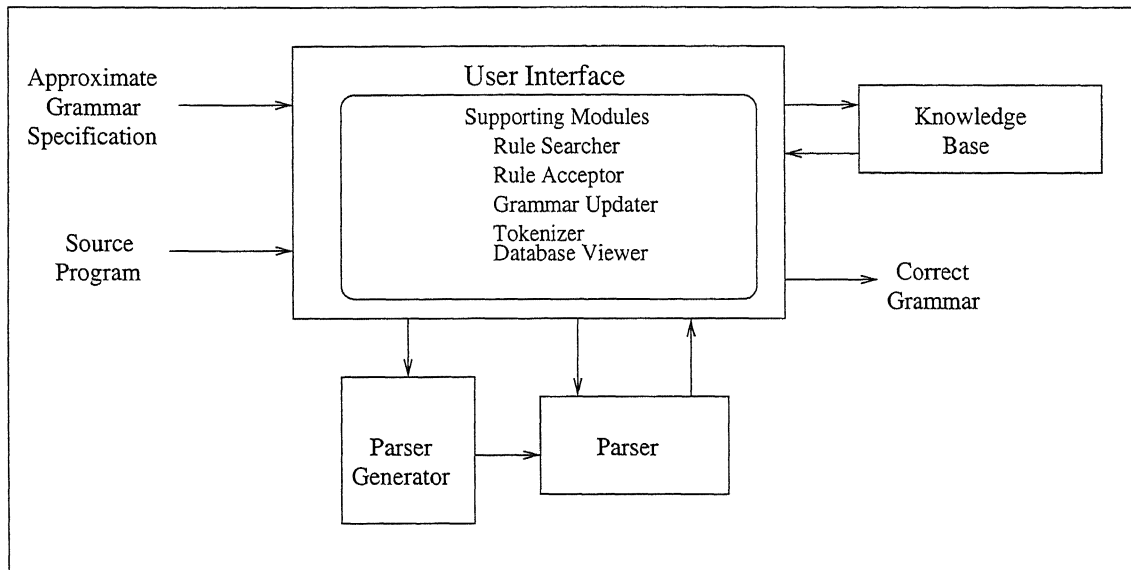 Approximate
Grammar
Specification
Source
Program
User Interface
Supporting Modules
Rule Searcher
Rule Acceptor
Grammar Updater
Tokenizer
Database Viewer
Knowledge
Base
Correct
Grammar
Parser
Generator
Parser